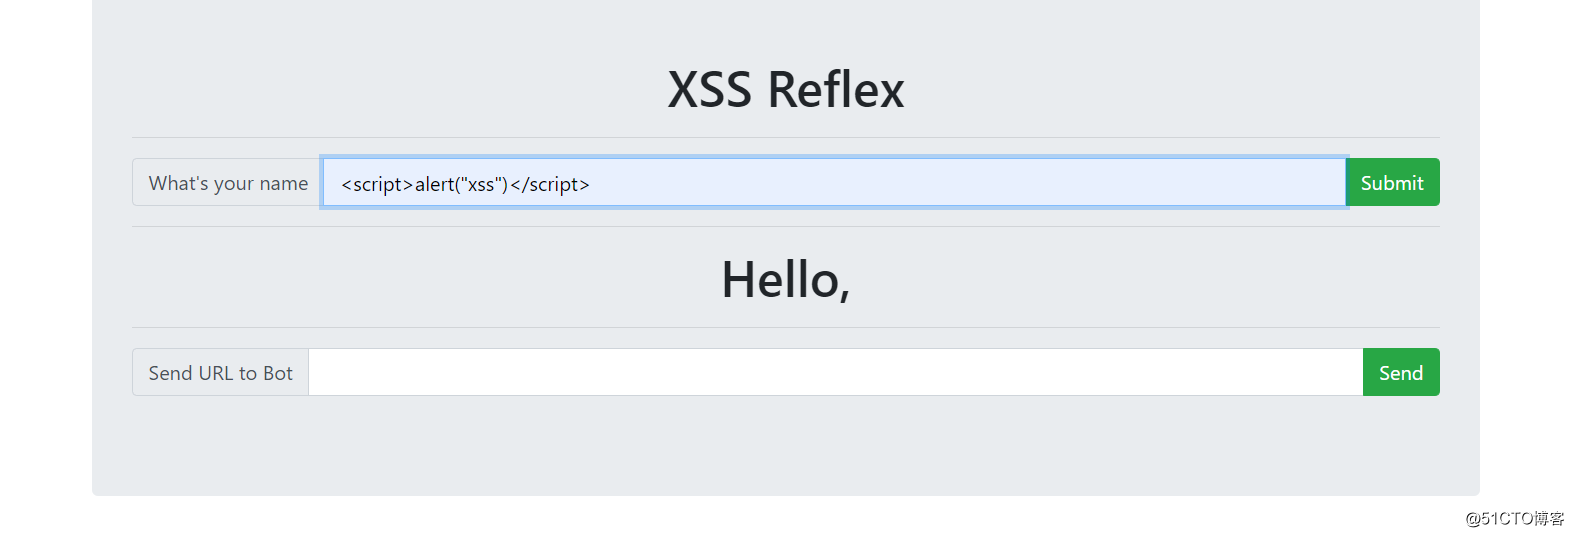 XSS Reflex
What's your name
<script>alert("xss")</script>
Submit
Hello,
Send URL to Bot
Send
@51CTO博客